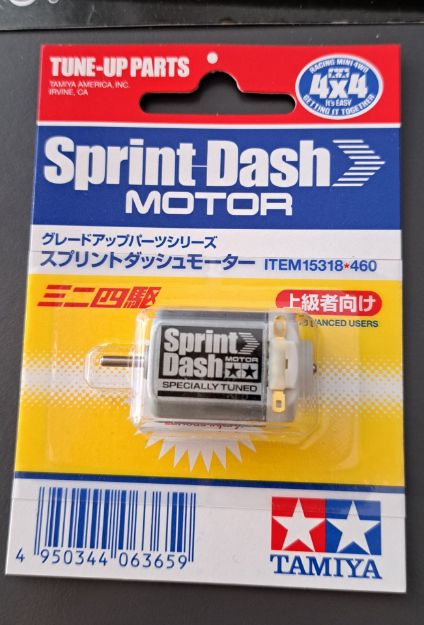 TUNE-UP PARTS
TAMIYA AMERICA, INC.
IRVINE, CA
RACING MINI 4WD
4x4
It's EASY
GETTING IT TOGETHER
Sprint-Dash
MOTOR
グレードアップパーツシリーズ
スプリントダッシュモーター ITEM15318★460
ミニ四駆
上級者向け
ADVANCED USERS
Sprint
Dash MOTOR
SPECIALLY TUNED
serious injury.
4 950344 063659
TAMIYA